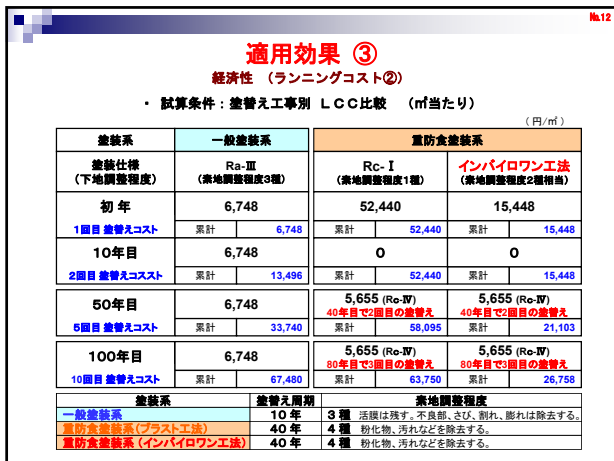 №12
適用効果 ③
経済性 （ランニングコスト②）
・ 試算条件：塗替え工事別 ＬＣＣ比較 （㎡当たり）
（円/㎡）
塗装系 一般塗装系 重防食塗装系
塗装仕様 Ra-Ⅲ Rc-Ⅰ インバイロワン工法
（下地調整程度） （素地調整程度3種） （素地調整程度1種） （素地調整程度2種相当）
初 年 6,748 52,440 15,448
1回目 塗替えコスト 累計 6,748 累計 52,440 累計 15,448
10年目 6,748 0 0
2回目 塗替えコススト 累計 13,496 累計 52,440 累計 15,448
50年目 6,748 5,655 (Rc-Ⅳ) 5,655 (Rc-Ⅳ)
40年目で2回目の塗替え 40年目で2回目の塗替え
5回目 塗替えコスト 累計 33,740 累計 58,095 累計 21,103
100年目 6,748 5,655 (Rc-Ⅳ) 5,655 (Rc-Ⅳ)
80年目で3回目の塗替え 80年目で3回目の塗替え
10回目 塗替えコスト 累計 67,480 累計 63,750 累計 26,758
塗装系 塗替え周期 素地調整程度
一般塗装系 10 年 3 種 活膜は残す。不良部、さび、割れ、膨れは除去する。
重防食塗装系(ブラスト工法) 40 年 4 種 粉化物、汚れなどを除去する。
重防食塗装系 (インバイロワン工法) 40 年 4 種 粉化物、汚れなどを除去する。